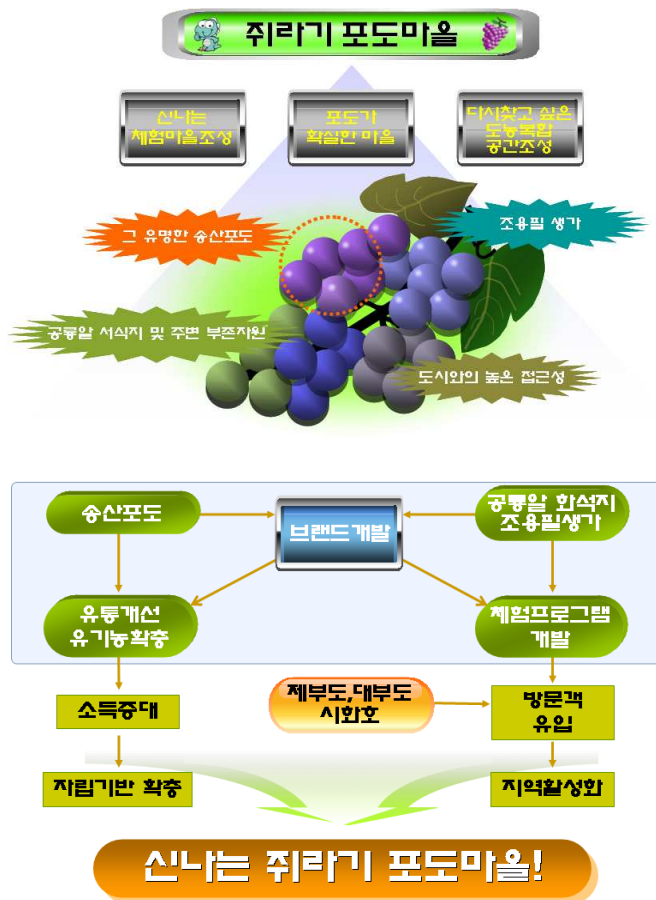 쥐라기 포도마을
신나는
체험마을조성
포도가
확실한 마을
다시찾고 싶은
도농복합
공간조성
그 유명한 송산포도
조용필 생가
공룡알 서식지 및 주변 부존자원
도시와의 높은 접근성
송산포도
브랜드개발
공룡알 화석지
조용필생가
유통개선
유기농확충
체험프로그램
개발
소득증대
제부도,대부도
시화호
방문객
유입
자립기반 확충
지역활성화
신나는 쥐라기 포도마을!